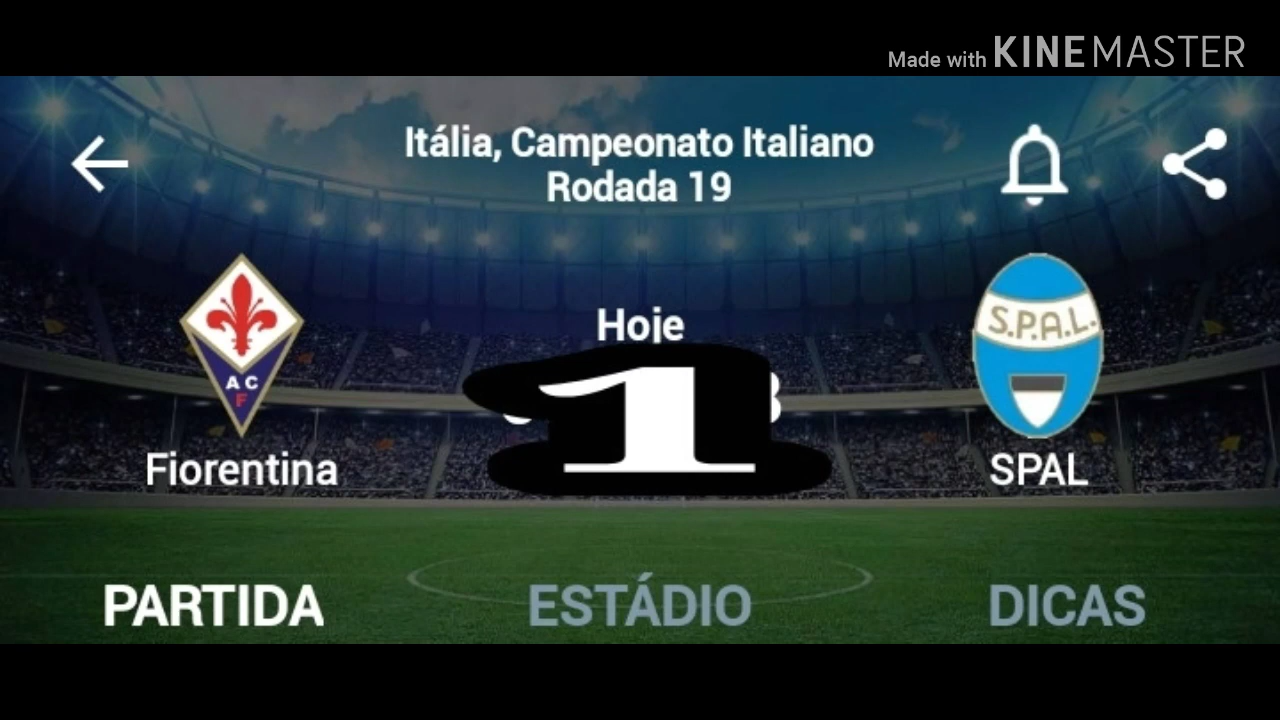 Made with KINEMASTER
Itália, Campeonato Italiano
Rodada 19
Hoje
1
S.P.A.L.
A C
F
Fiorentina
SPAL
PARTIDA
ESTÁDIO
DICAS